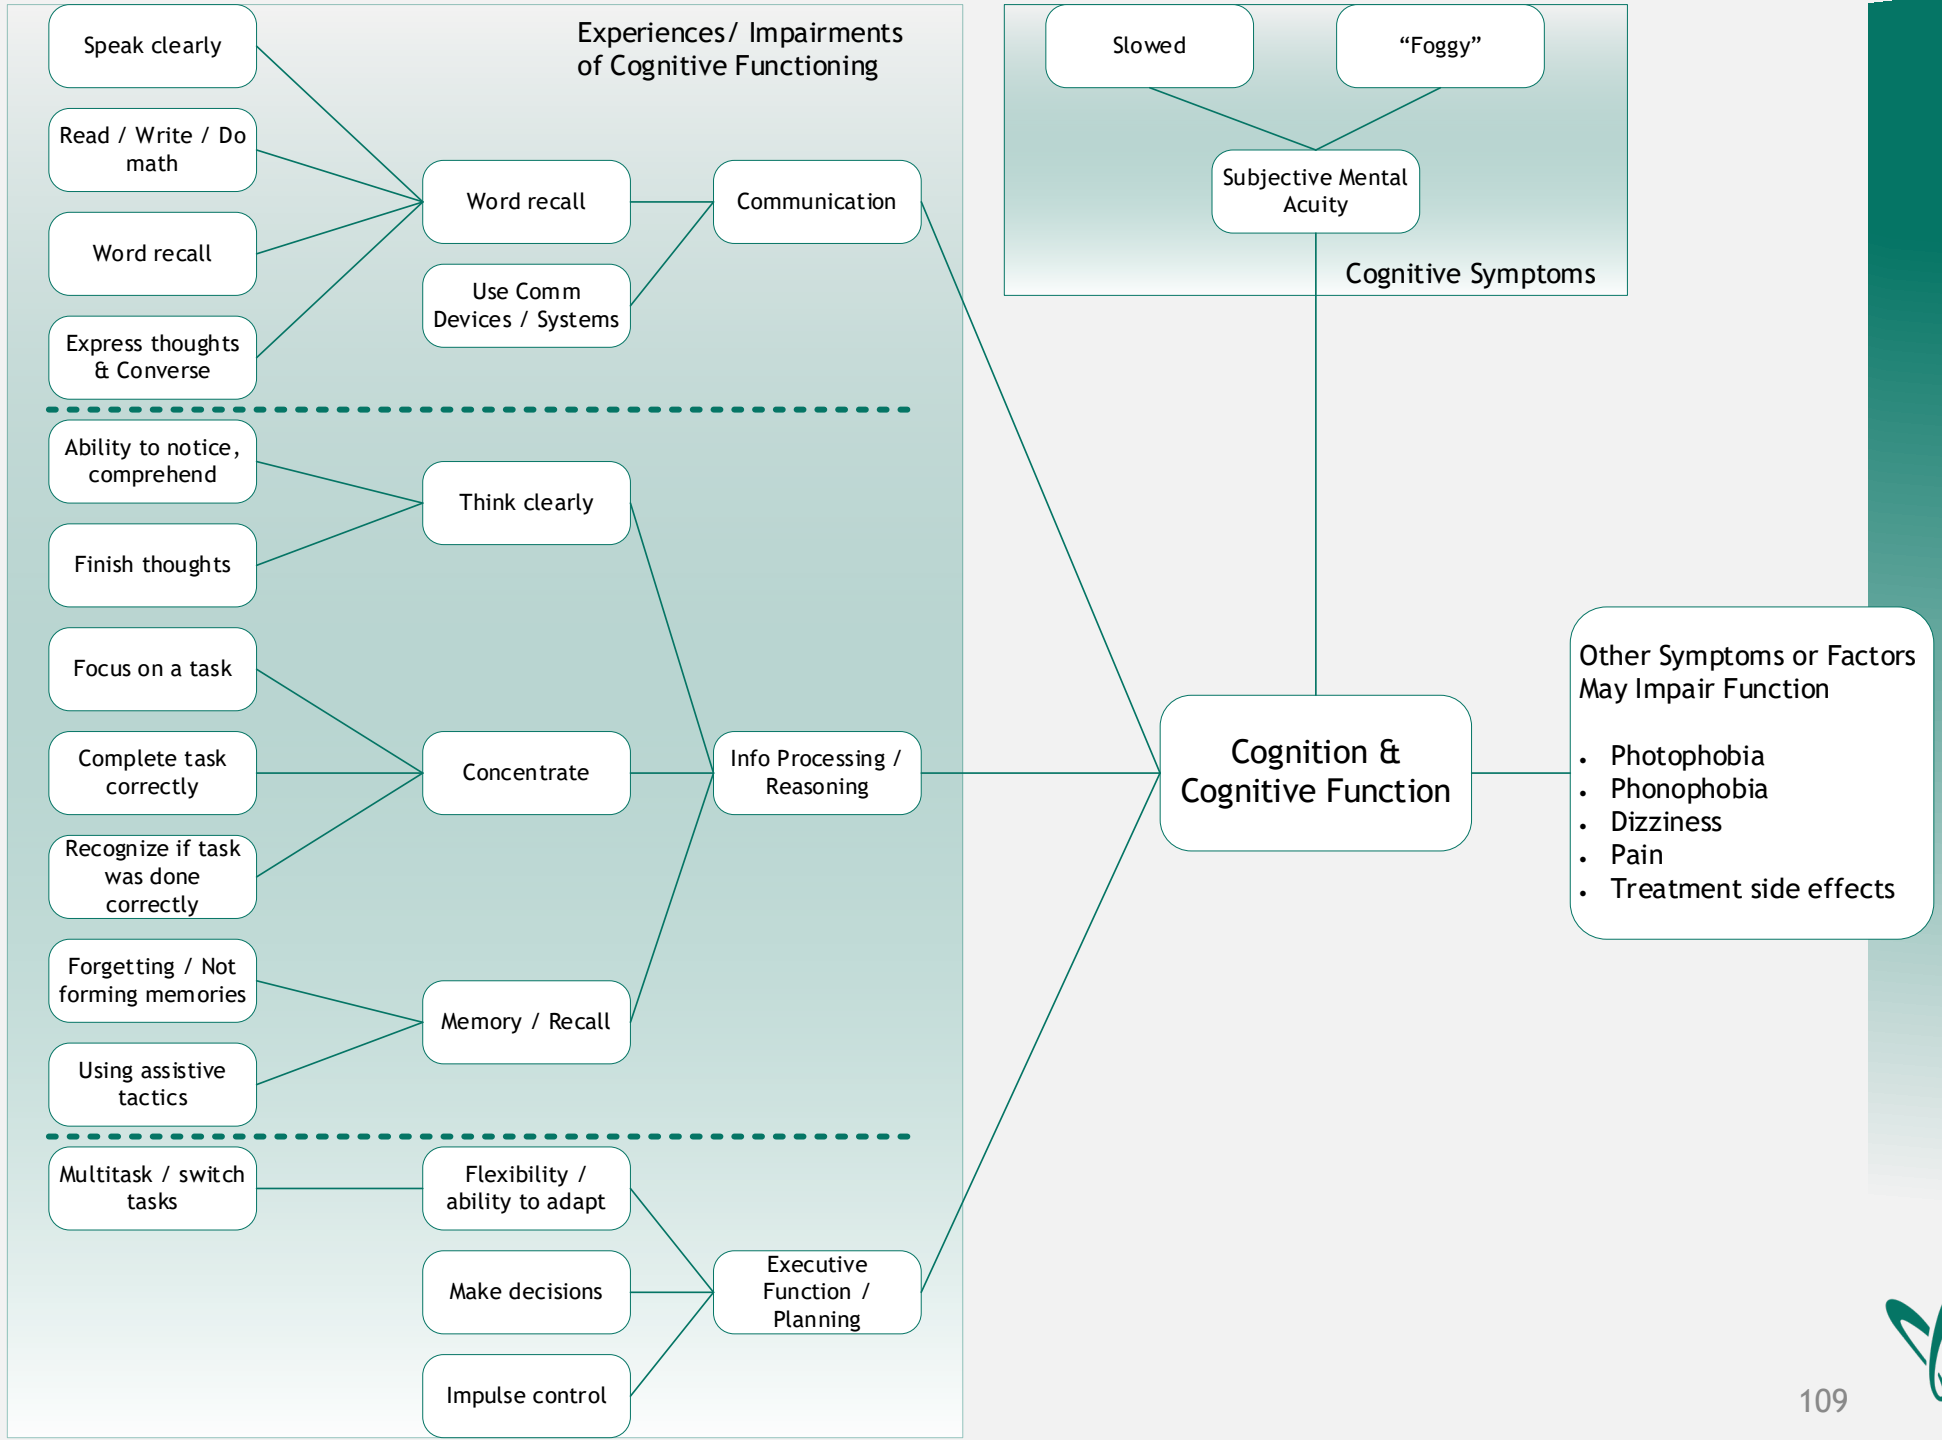 Experiences/ Impairments
of Cognitive Functioning
Speak clearly
Read / Write / Do
math
Word recall
Express thoughts
& Converse
Word recall
Use Comm
Devices / Systems
Communication
Ability to notice,
comprehend
Finish thoughts
Think clearly
Focus on a task
Complete task
correctly
Recognize if task
was done
correctly
Concentrate
Info Processing /
Reasoning
Forgetting / Not
forming memories
Using assistive
tactics
Memory / Recall
Multitask / switch
tasks
Flexibility /
ability to adapt
Make decisions
Impulse control
Executive
Function /
Planning
Slowed
“Foggy”
Subjective Mental
Acuity
Cognitive Symptoms
Cognition &
Cognitive Function
Other Symptoms or Factors
May Impair Function
• Photophobia
• Phonophobia
• Dizziness
• Pain
• Treatment side effects
109